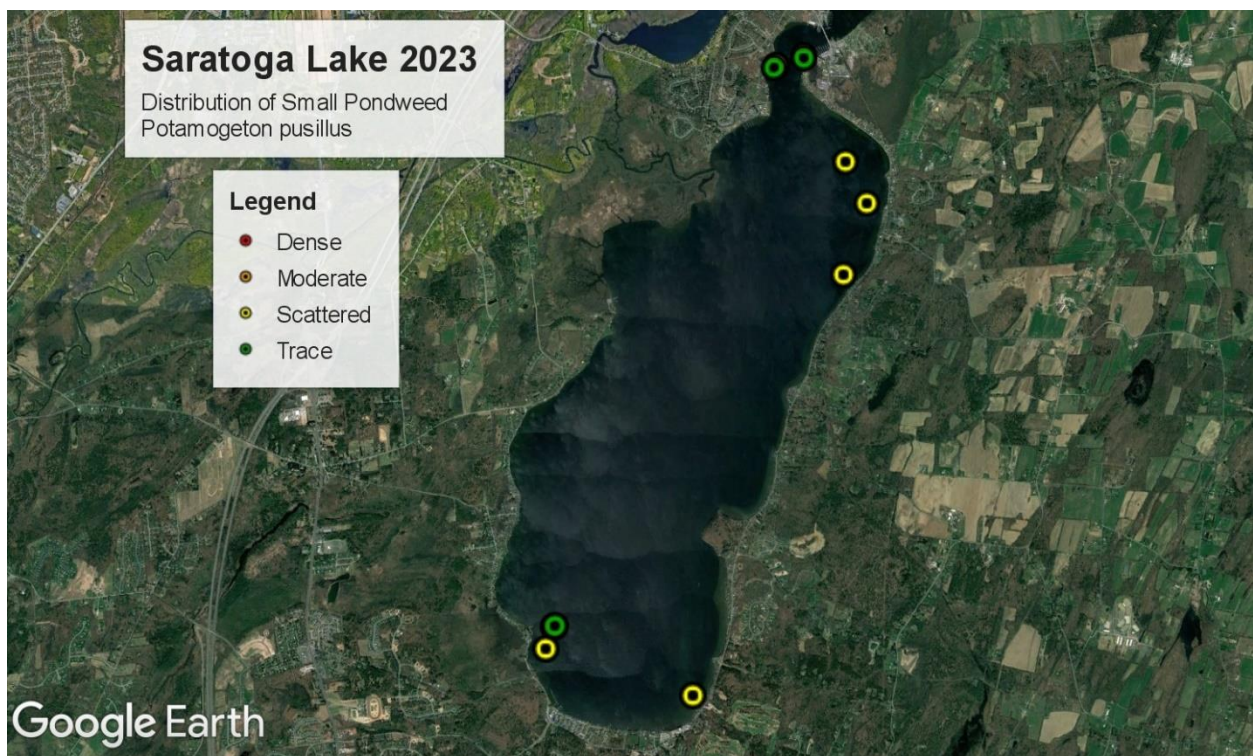 Saratoga Lake 2023
Distribution of Small Pondweed
Potamogeton pusillus
Legend
Dense
Moderate
Scattered
Trace
Google Earth